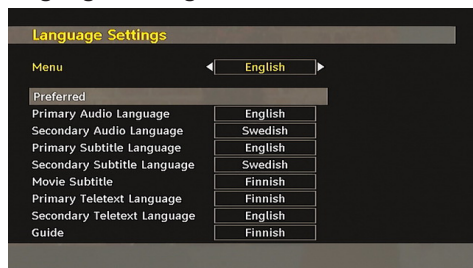 Language Settings
Menu English
Preferred
Primary Audio Language English
Secondary Audio Language Swedish
Primary Subtitle Language English
Secondary Subtitle Language Swedish
Movie Subtitle Finnish
Primary Teletext Language Finnish
Secondary Teletext Language English
Guide Finnish